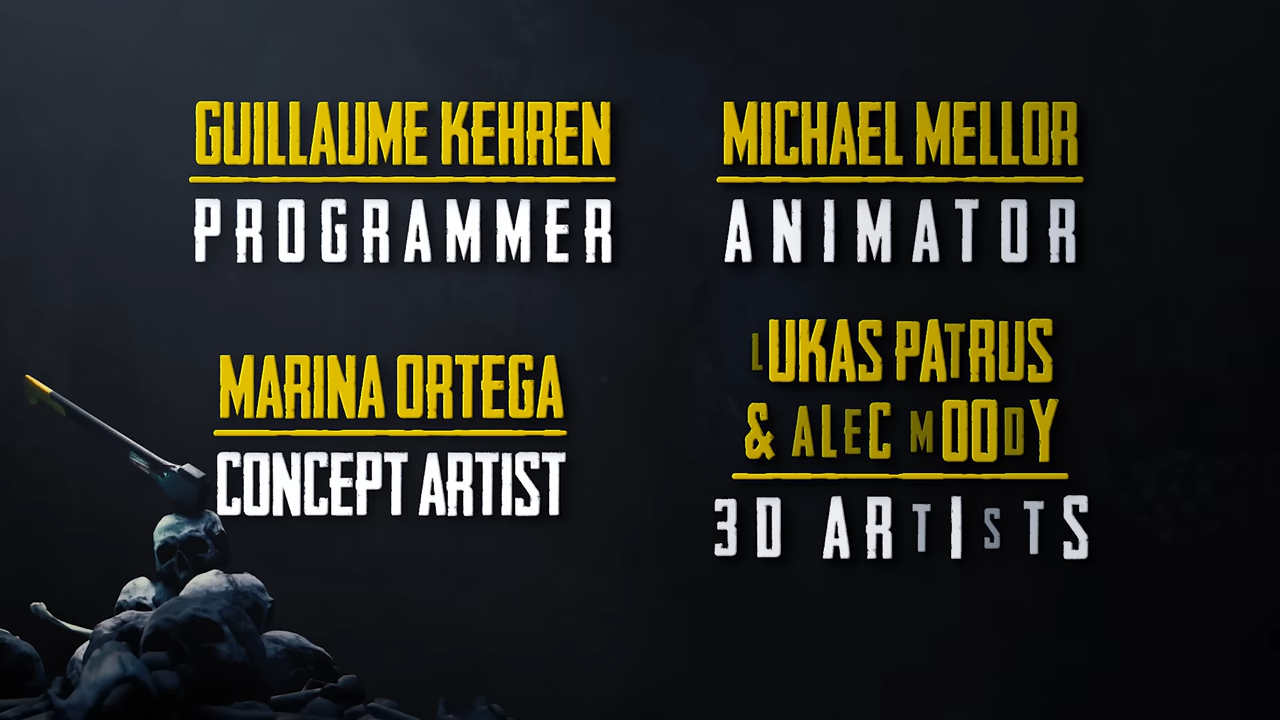 GUILLAUME KEHREN
PROGRAMMER
MICHAEL MELLOR
ANIMATOR
MARINA ORTEGA
CONCEPT ARTIST
LUKAS PATRUS
& ALEC MOODY
3D ARTISTS